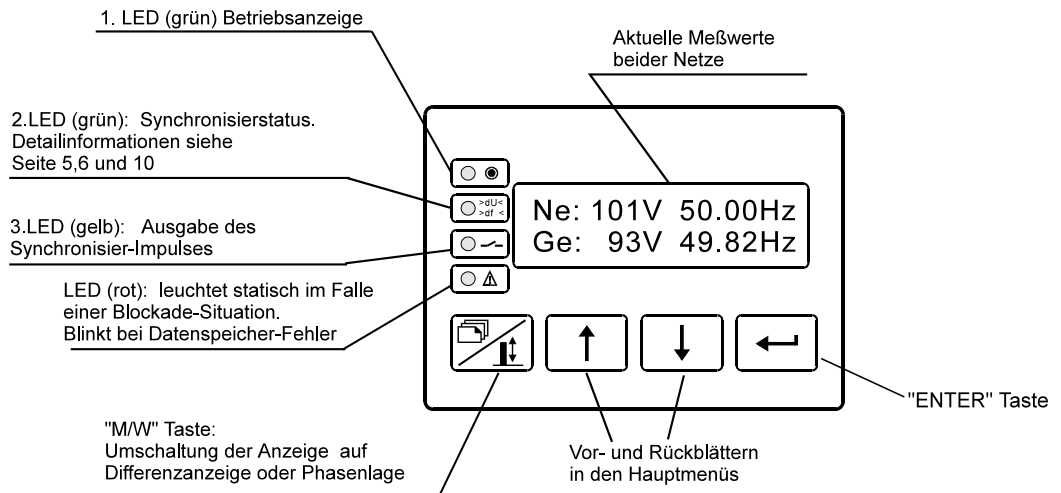 1. LED (grün) Betriebsanzeige
Aktuelle Meßwerte
beider Netze
2.LED (grün): Synchronisierstatus.
Detailinformationen siehe
Seite 5,6 und 10
>dU<
>df <
Ne: 101V 50.00Hz
Ge: 93V 49.82Hz
3.LED (gelb): Ausgabe des
Synchronisier-Impulses
LED (rot): leuchtet statisch im Falle
einer Blockade-Situation.
Blinkt bei Datenspeicher-Fehler
"ENTER" Taste
"M/W" Taste:
Umschaltung der Anzeige auf
Differenzanzeige oder Phasenlage
Vor- und Rückblättern
in den Hauptmenüs